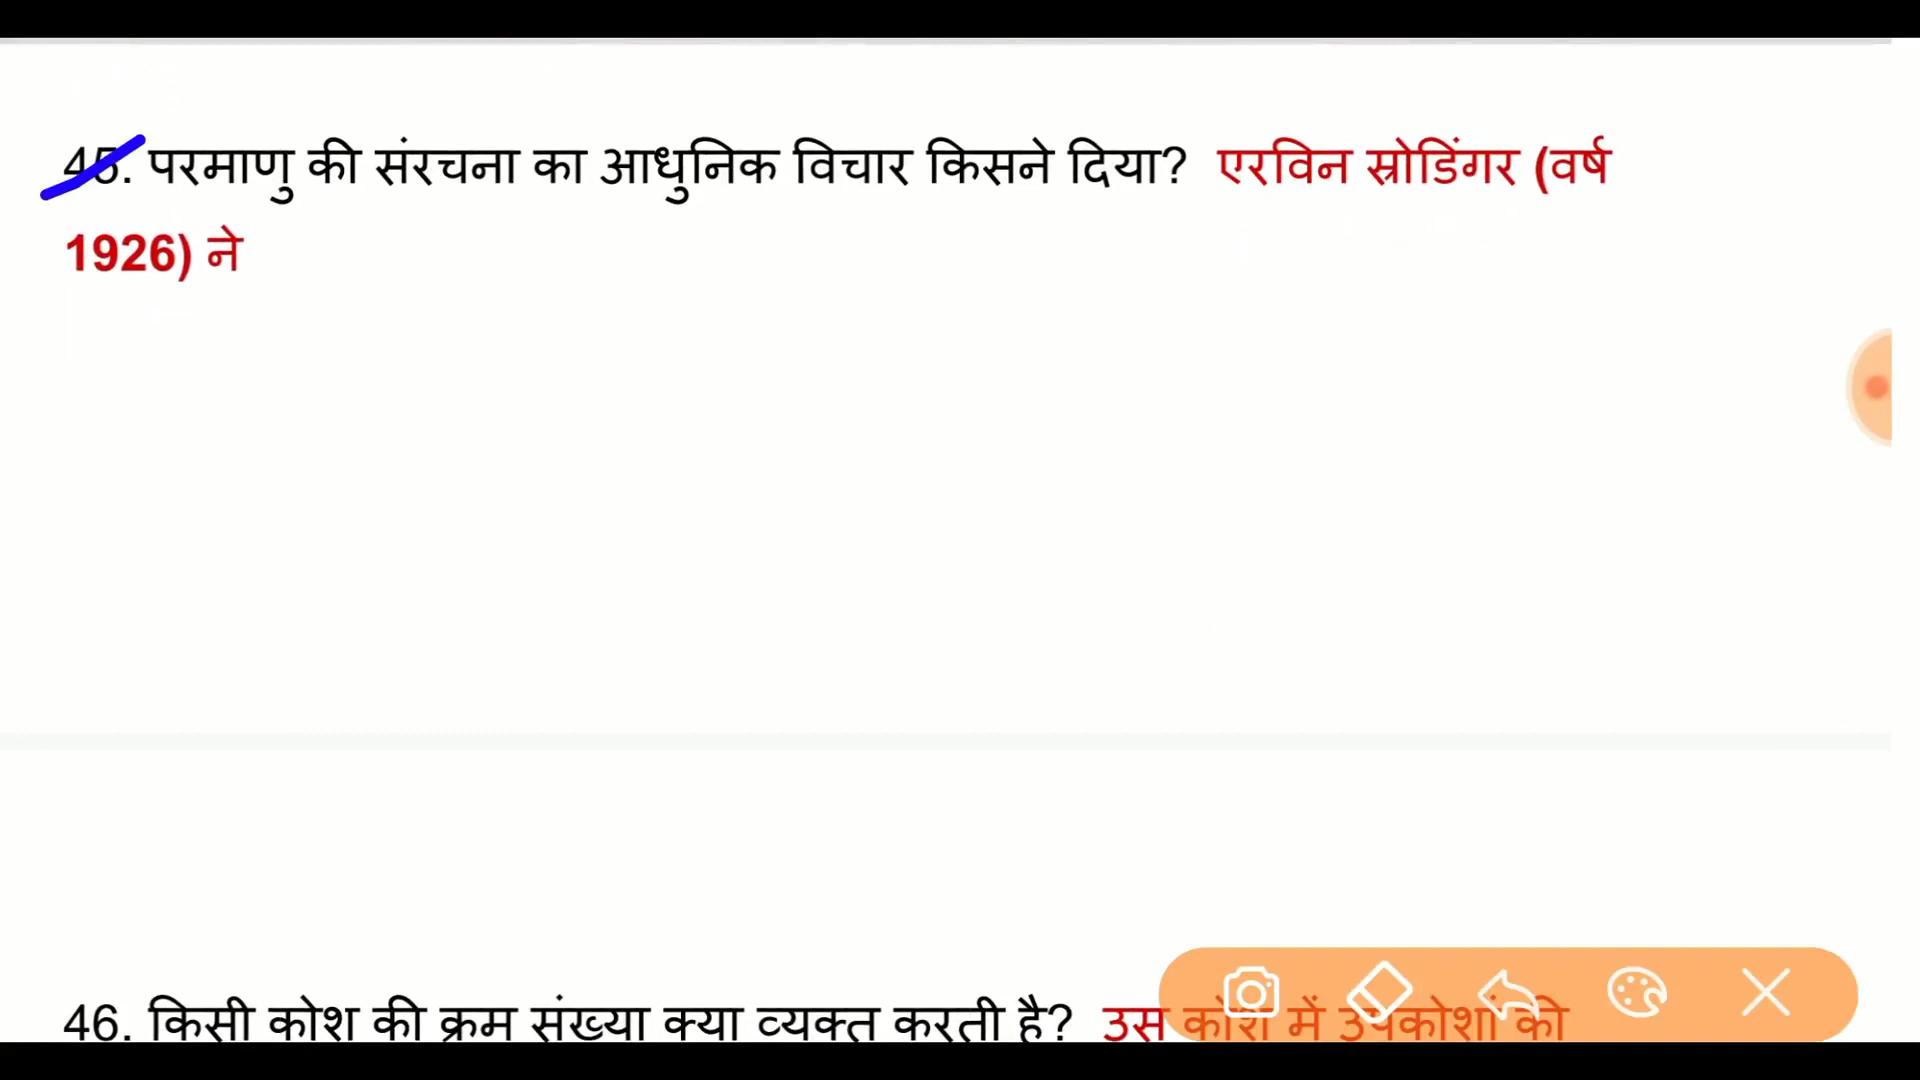 45. परमाणु की संरचना का आधुनिक विचार किसने दिया? एरविन स्रोडिंगर (वर्ष
1926) ने
46. किसी कोश की क्रम संख्या क्या व्यक्त करती है? उस कोश में उपकोशों की